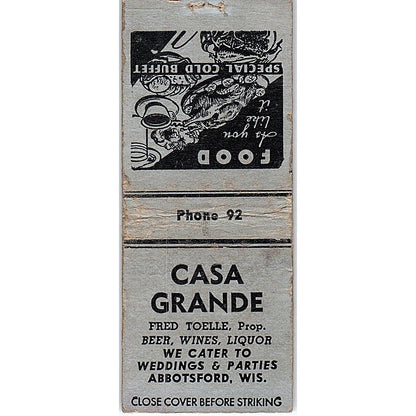 FOOD
As you
like
it
SPECIAL COLD BUFFET
Phone 92
CASA
GRANDE
FRED TOELLE, Prop.
BEER, WINES, LIQUOR
WE CATER TO
WEDDINGS & PARTIES
ABBOTSFORD, WIS.
CLOSE COVER BEFORE STRIKING